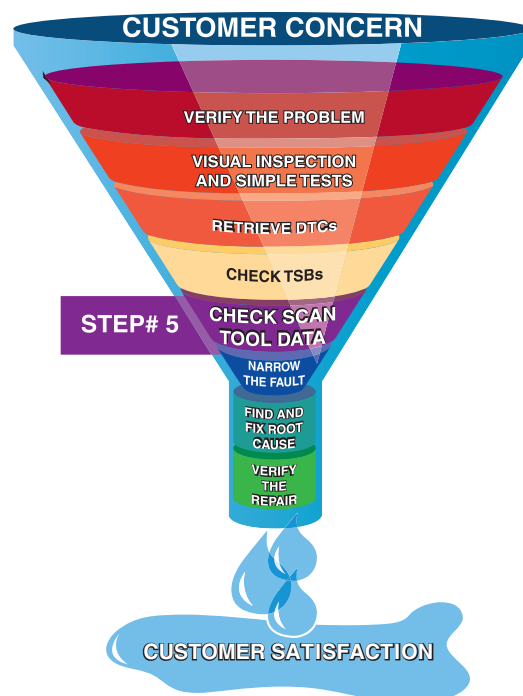 CUSTOMER CONCERN
VERIFY THE PROBLEM
VISUAL INSPECTION
AND SIMPLE TESTS
RETRIEVE DTCs
CHECK TSBs
STEP# 5
CHECK SCAN
TOOL DATA
NARROW
THE FAULT
FIND AND
FIX ROOT
CAUSE
VERIFY
THE
REPAIR
CUSTOMER SATISFACTION